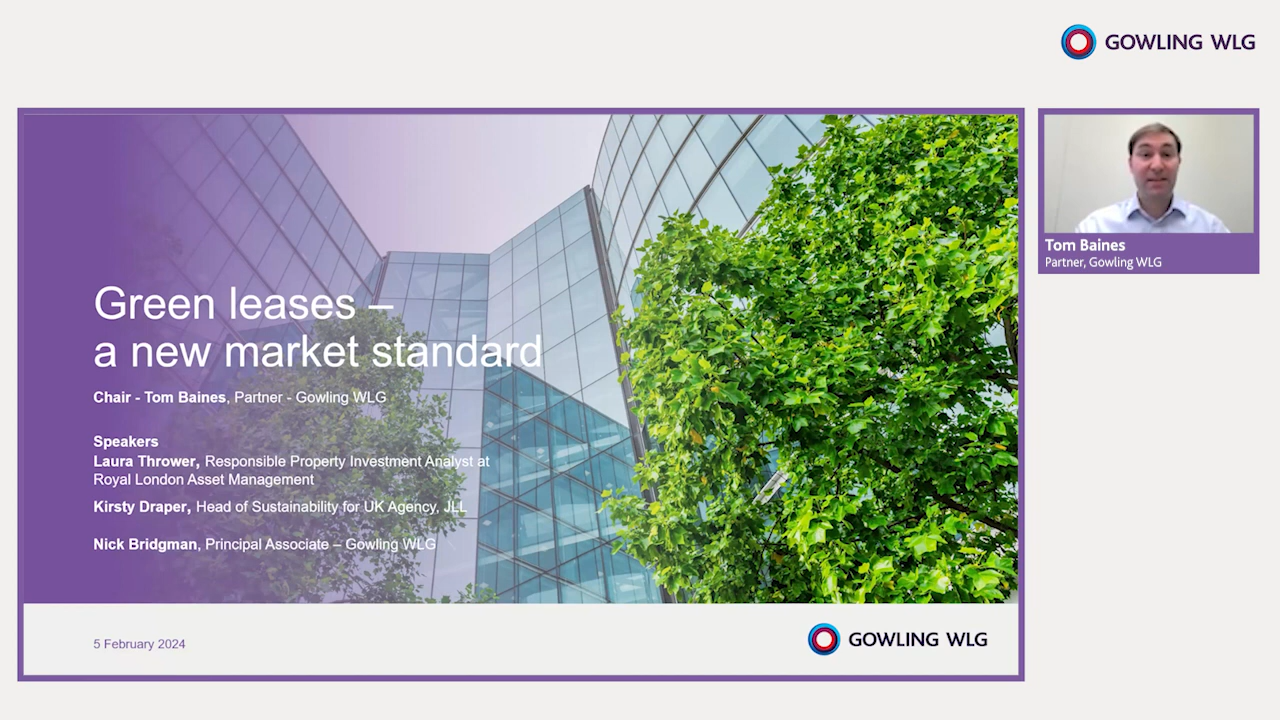 GOWLING WLG
Green leases –
a new market standard
Chair - Tom Baines, Partner - Gowling WLG
Speakers
Laura Thrower, Responsible Property Investment Analyst at
Royal London Asset Management
Kirsty Draper, Head of Sustainability for UK Agency, JLL
Nick Bridgman, Principal Associate – Gowling WLG
5 February 2024
GOWLING WLG
Tom Baines
Partner, Gowling WLG